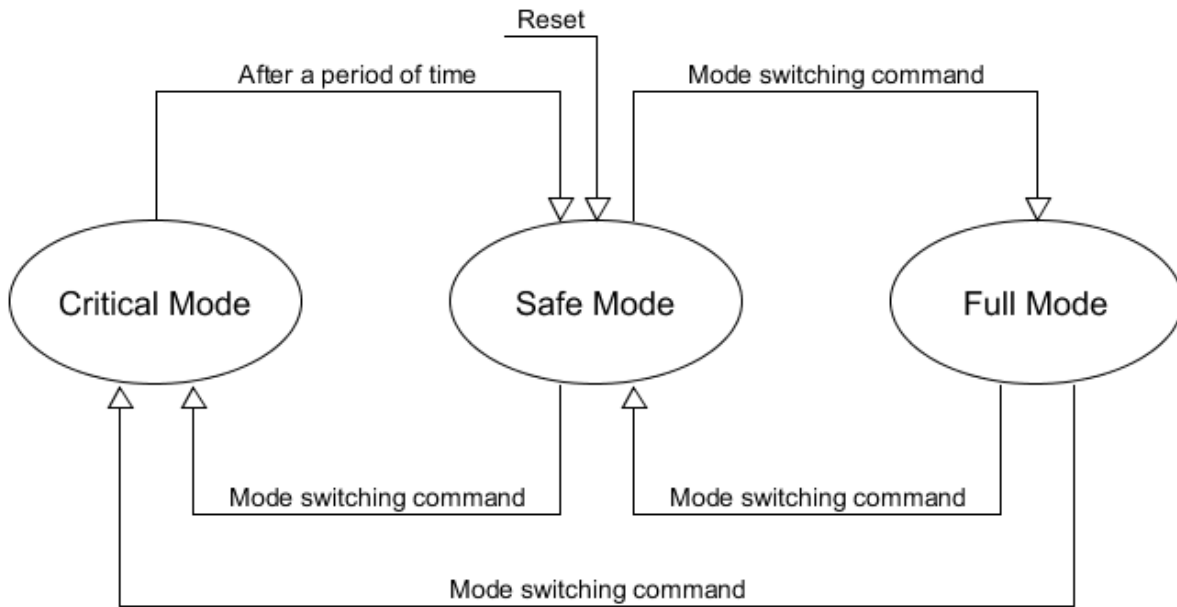 Reset
After a period of time
Mode switching command
Critical Mode
Safe Mode
Full Mode
Mode switching command
Mode switching command
Mode switching command